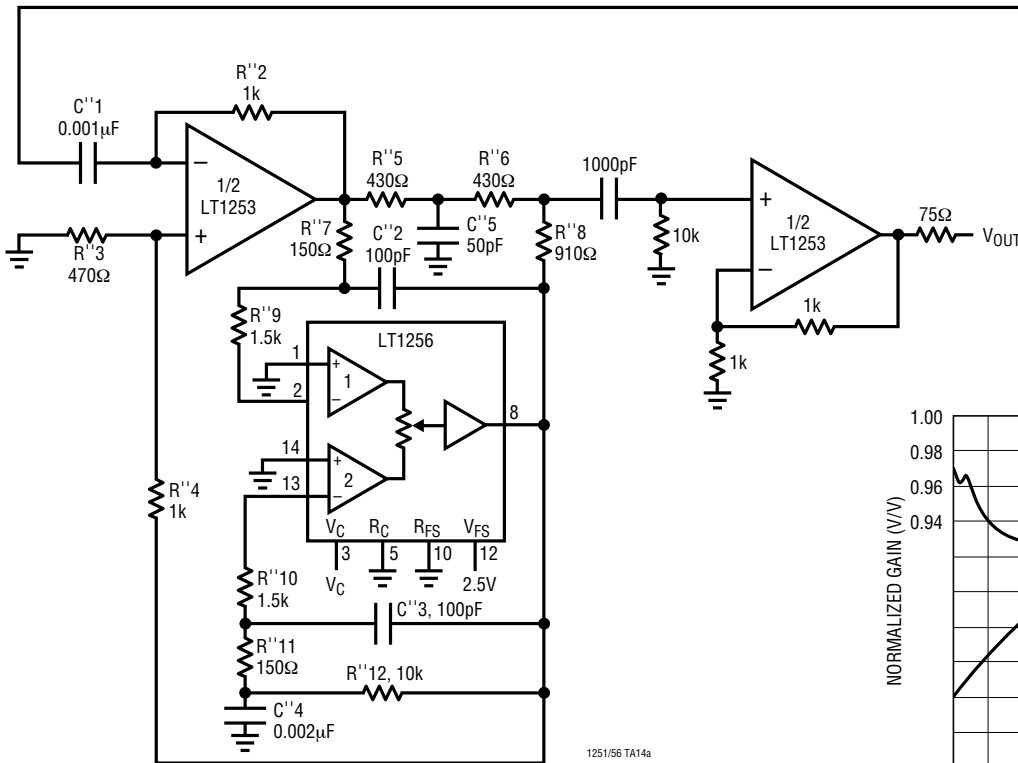 R''2
1k
C''1
0.001µF
−
1/2
LT1253
+
R''3
470Ω
R''5
430Ω
R''6
430Ω
R''7
150Ω
C''2
100pF
C''5
50pF
R''8
910Ω
1000pF
10k
+
1/2
LT1253
−
75Ω
VOUT
1k
1k
R''9
1.5k
LT1256
1
+
1
−
2
8
14
+
2
−
13
R''4
1k
VC
RC
RFS
VFS
3
5
10
12
VC
2.5V
R''10
1.5k
C''3, 100pF
R''11
150Ω
R''12, 10k
C''4
0.002µF
1251/56 TA14a
1.00
0.98
0.96
0.94
NORMALIZED GAIN (V/V)